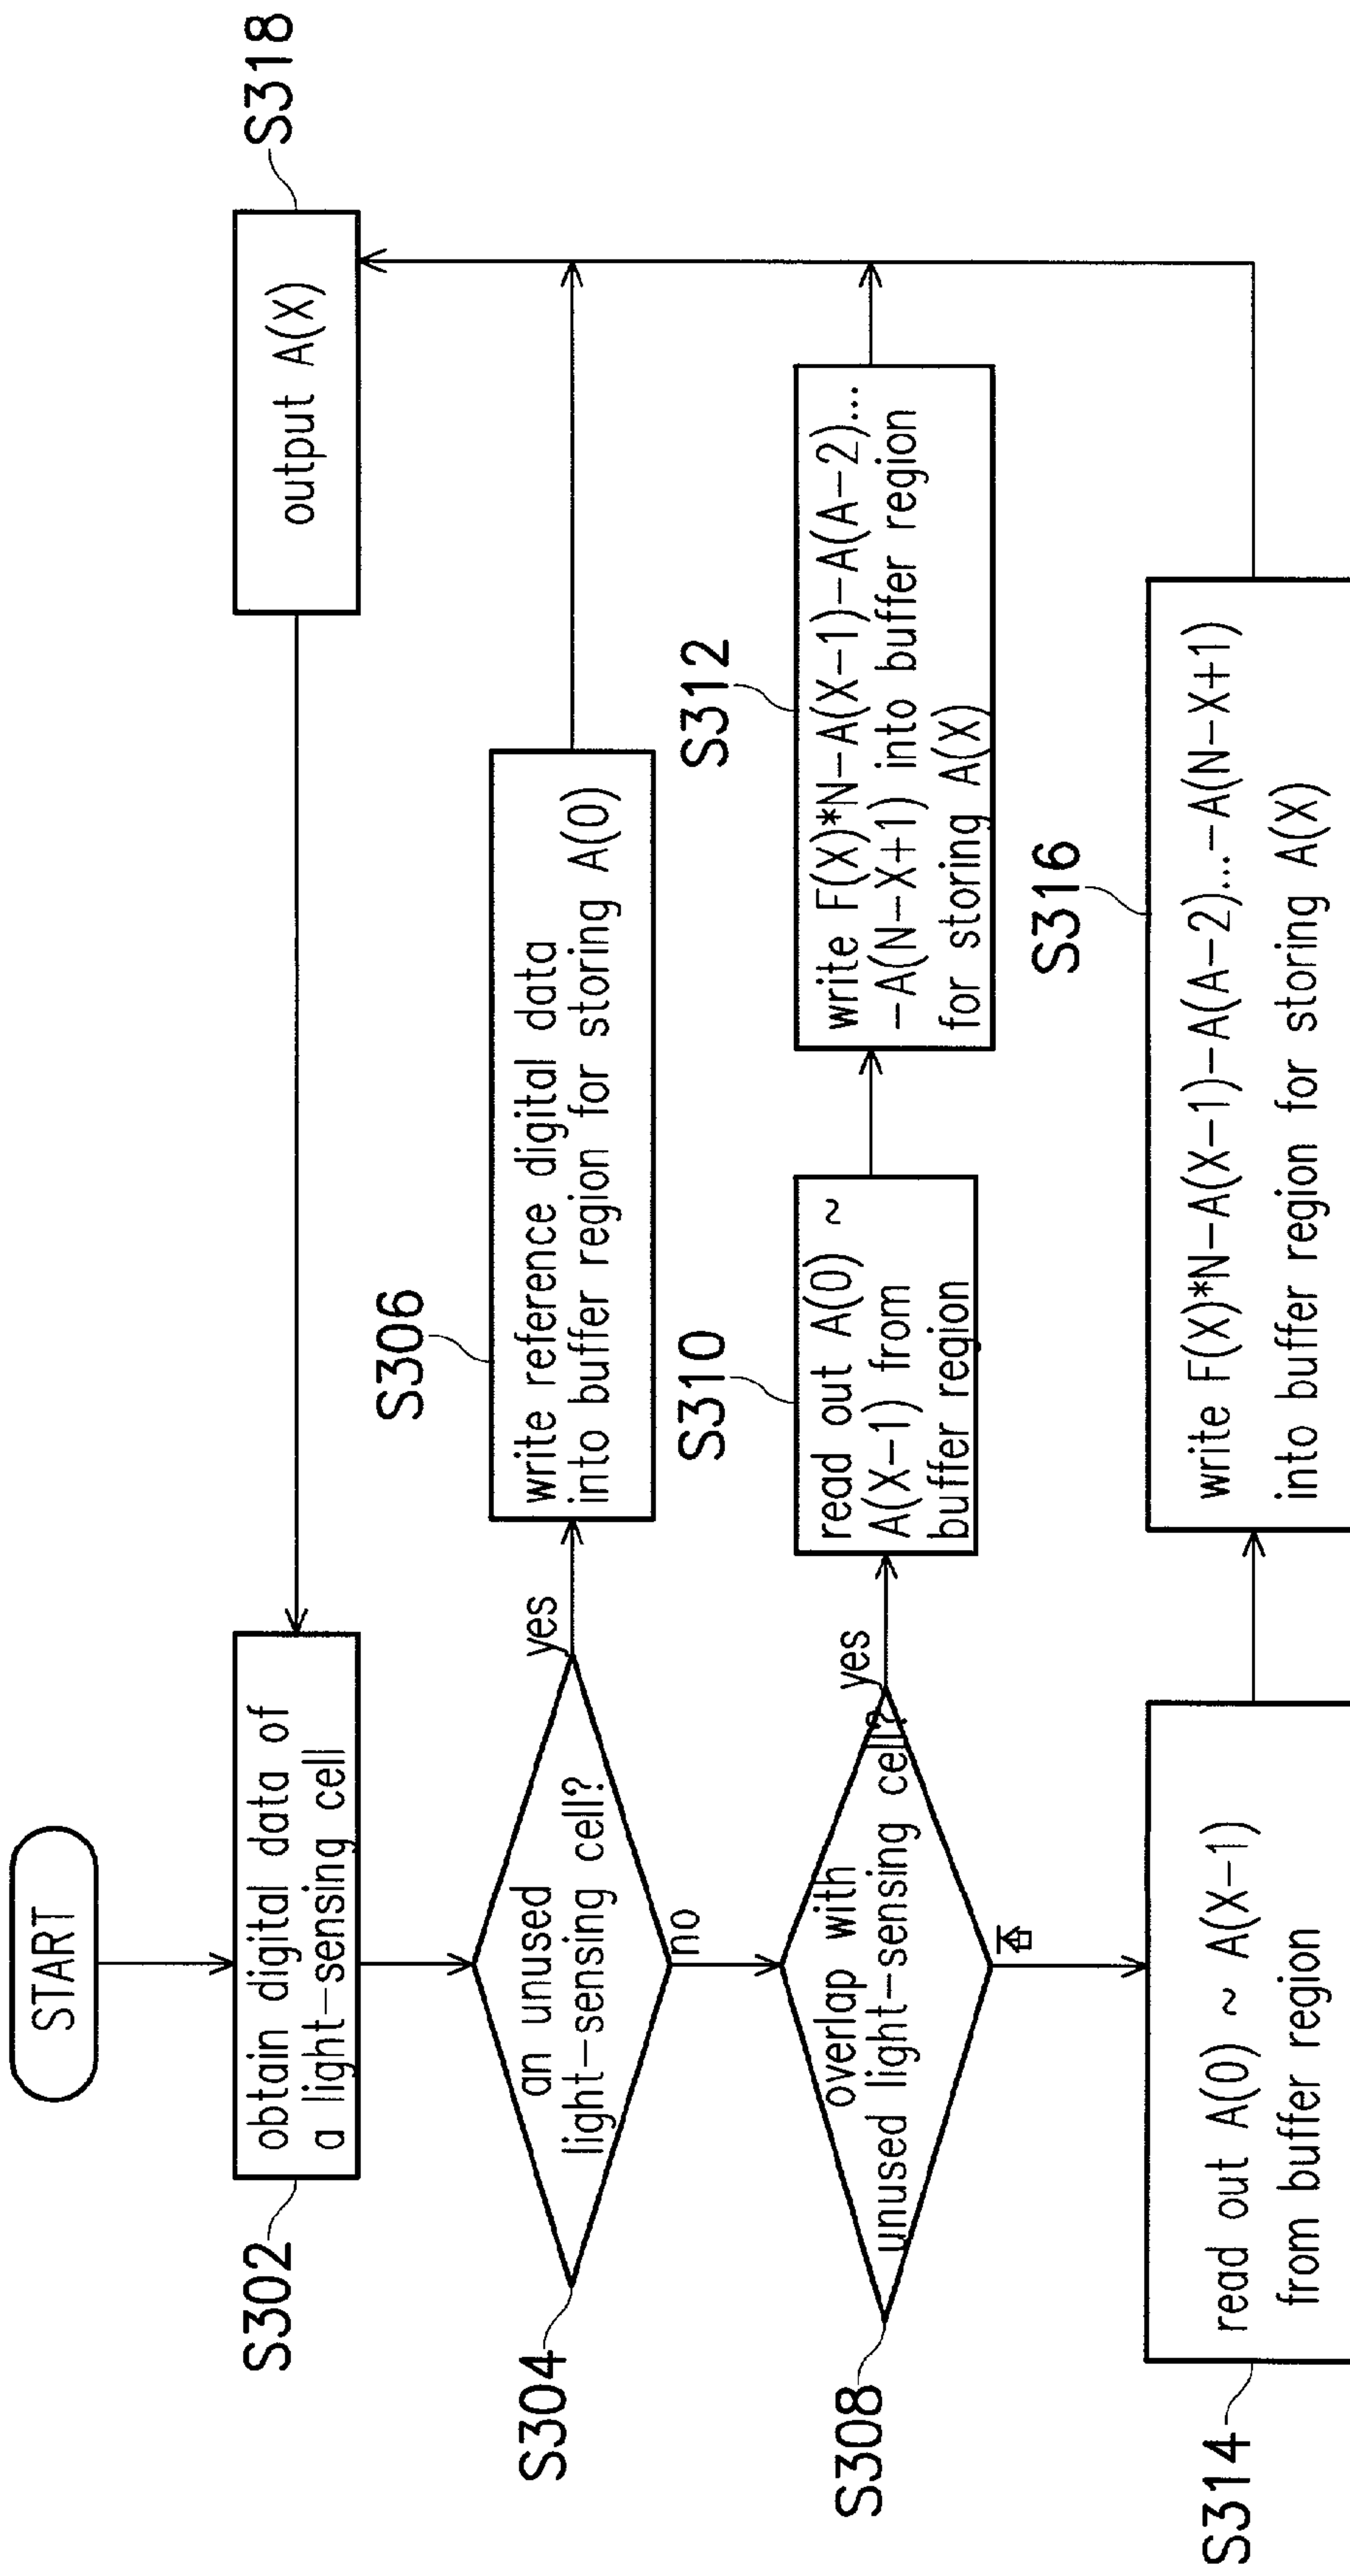 START
S302
obtain digital data of
a light-sensing cell
output A(X)
S318
S304
an unused
light-sensing cell?
yes
no
S306
write reference digital data
into buffer region for storing A(0)
S308
overlap with
unused light-sensing cell?
yes
否
S310
read out A(0) ~
A(X-1) from
buffer region
S312
write F(X)*N-A(X-1)-A(A-2)...
-A(N-X+1) into buffer region
for storing A(X)
S314
read out A(0) ~ A(X-1)
from buffer region
S316
write F(X)*N-A(X-1)-A(A-2)...-A(N-X+1)
into buffer region for storing A(X)